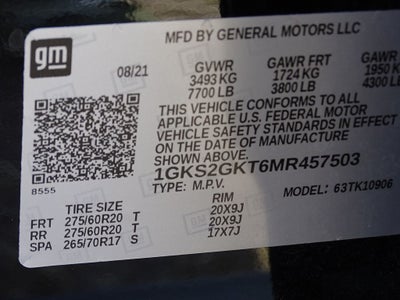 gm
MFD BY GENERAL MOTORS LLC
08/21 GVWR GAWR FRT GAWR
3493 KG 1724 KG 1950
7700 LB 3800 LB 4300
THIS VEHICLE CONFORMS TO ALL
APPLICABLE U.S. FEDERAL MOTOR
VEHICLE SAFETY STANDARDS IN EFFECT
ON THE DATE OF MANUFACTURE
SHOWN ABOVE.
8555 1GKS2GKT6MR457503
TYPE: M.P.V. MODEL: 63TK10906
TIRE SIZE RIM
FRT 275/60R20 T 20X9J
RR 275/60R20 T 20X9J
SPA 265/70R17 S 17X7J